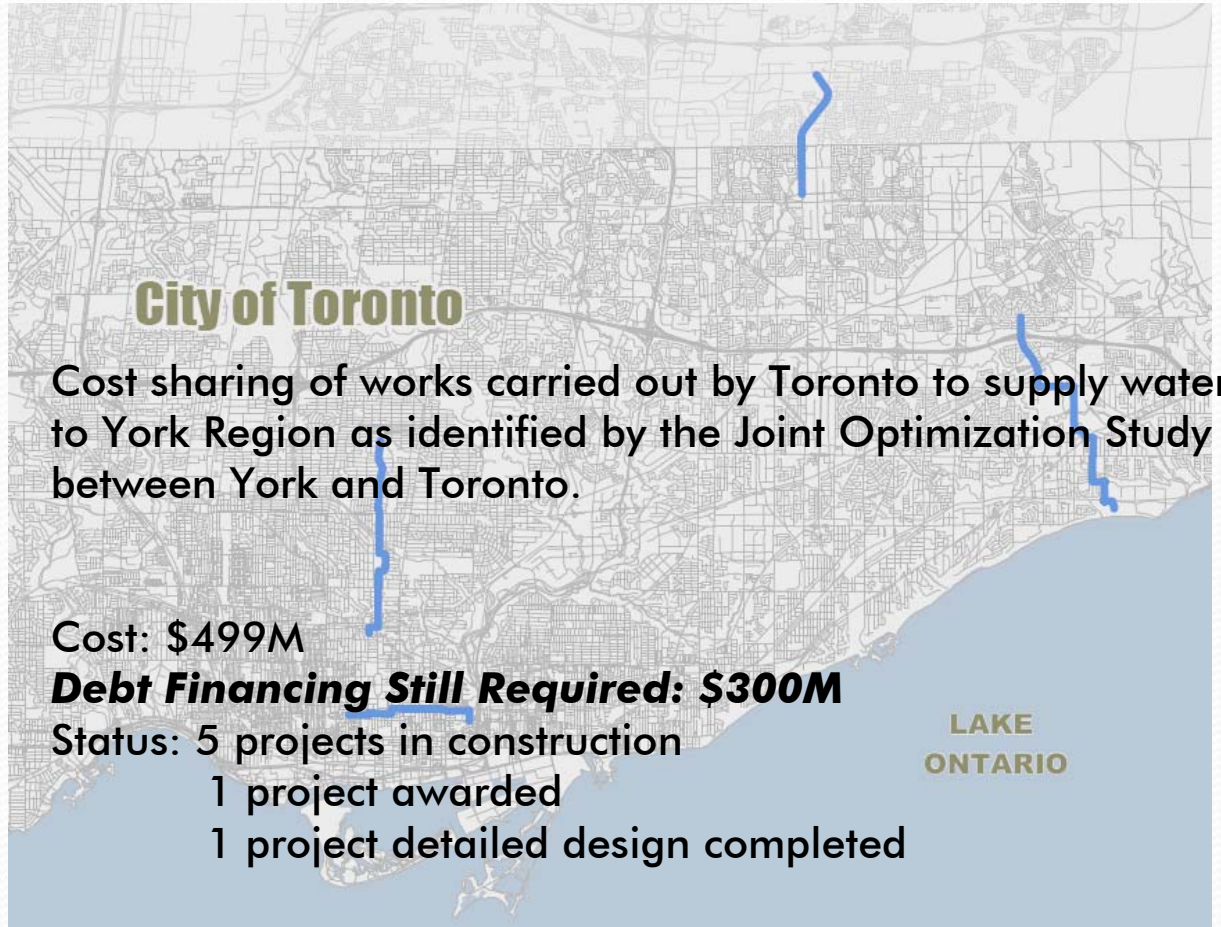 City of Toronto
Cost sharing of works carried out by Toronto to supply water
to York Region as identified by the Joint Optimization Study
between York and Toronto.
Cost: $499M
Debt Financing Still Required: $300M
Status: 5 projects in construction
1 project awarded
1 project detailed design completed
LAKE
ONTARIO